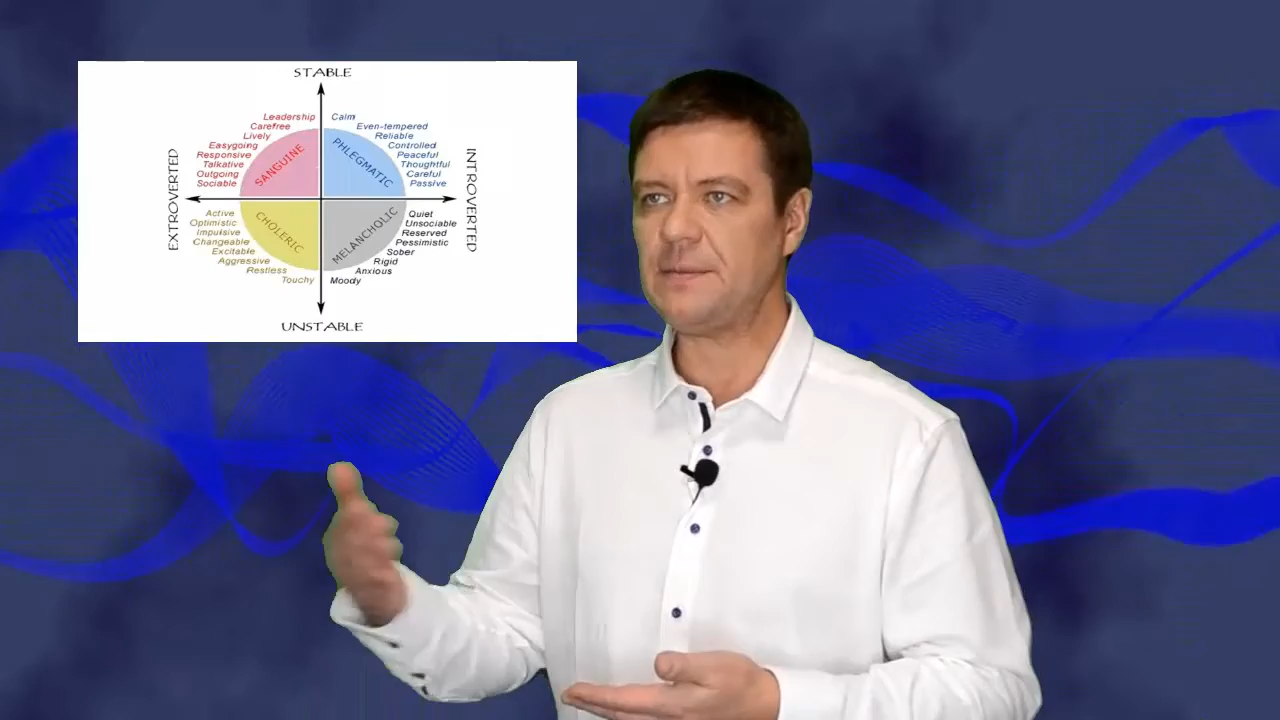 STABLE
Leadership
Carefree
Lively
Easygoing
Responsive
Talkative
Outgoing
Sociable
SANGUINE
Calm
Even-tempered
Reliable
Controlled
Peaceful
Thoughtful
Careful
Passive
PHLEGMATIC
EXTROVERTED
INTROVERTED
Active
Optimistic
Impulsive
Changeable
Excitable
Aggressive
Restless
Touchy
CHOLERIC
MELANCHOLIC
Quiet
Unsociable
Reserved
Pessimistic
Sober
Rigid
Anxious
Moody
UNSTABLE